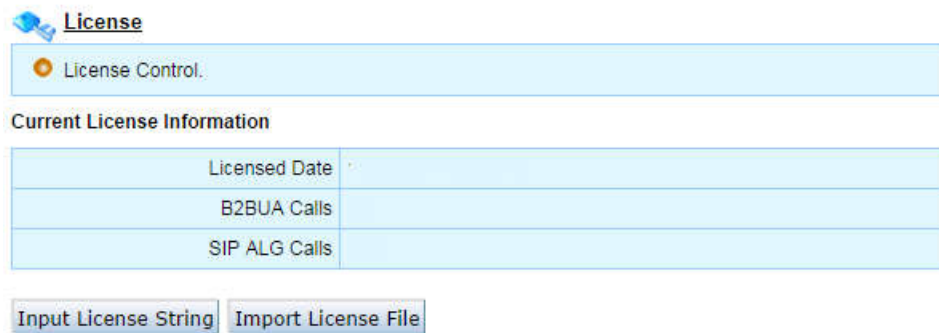 License
License Control.
Current License Information
Licensed Date
B2BUA Calls
SIP ALG Calls
Input License String Import License File